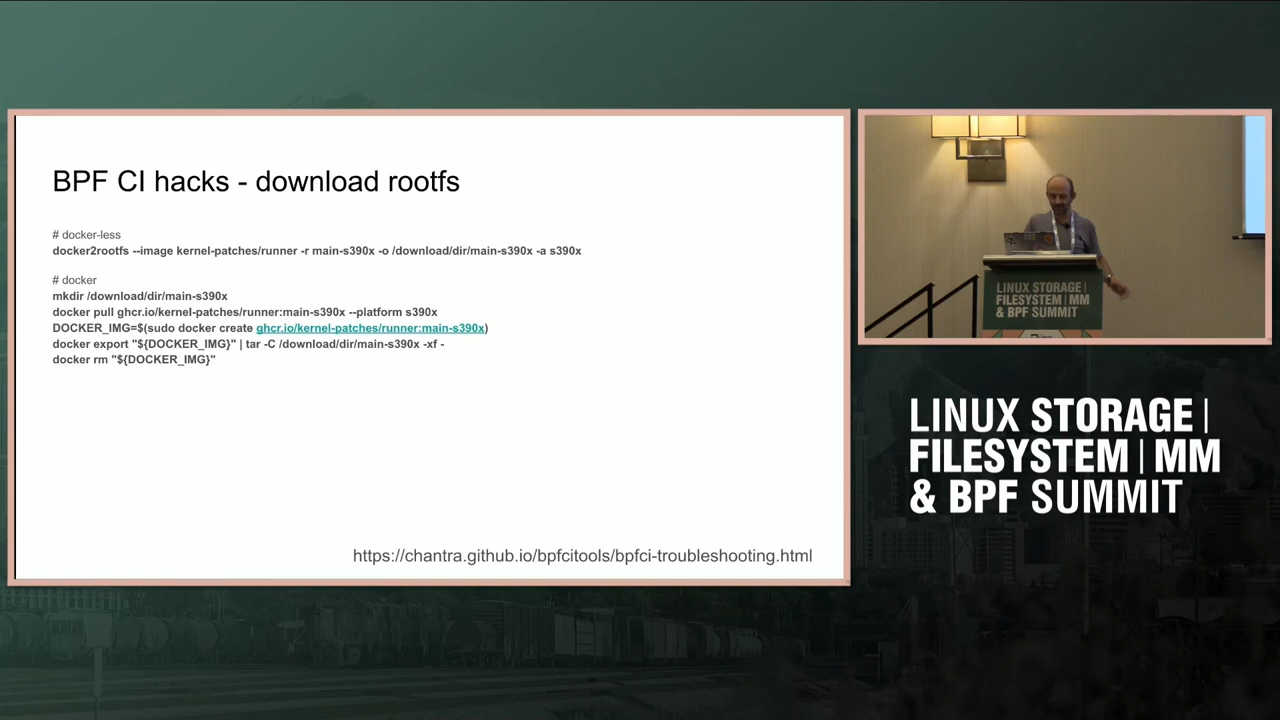 BPF CI hacks - download rootfs
# docker-less
docker2rootfs --image kernel-patches/runner -r main-s390x -o /download/dir/main-s390x -a s390x
# docker
mkdir /download/dir/main-s390x
docker pull ghcr.io/kernel-patches/runner:main-s390x --platform s390x
DOCKER_IMG=$(sudo docker create ghcr.io/kernel-patches/runner:main-s390x)
docker export "${DOCKER_IMG}" | tar -C /download/dir/main-s390x -xf -
docker rm "${DOCKER_IMG}"
https://chantra.github.io/bpfcitools/bpfci-troubleshooting.html
LINUX STORAGE |
FILESYSTEM | MM
& BPF SUMMIT
LINUX STORAGE |
FILESYSTEM | MM
& BPF SUMMIT